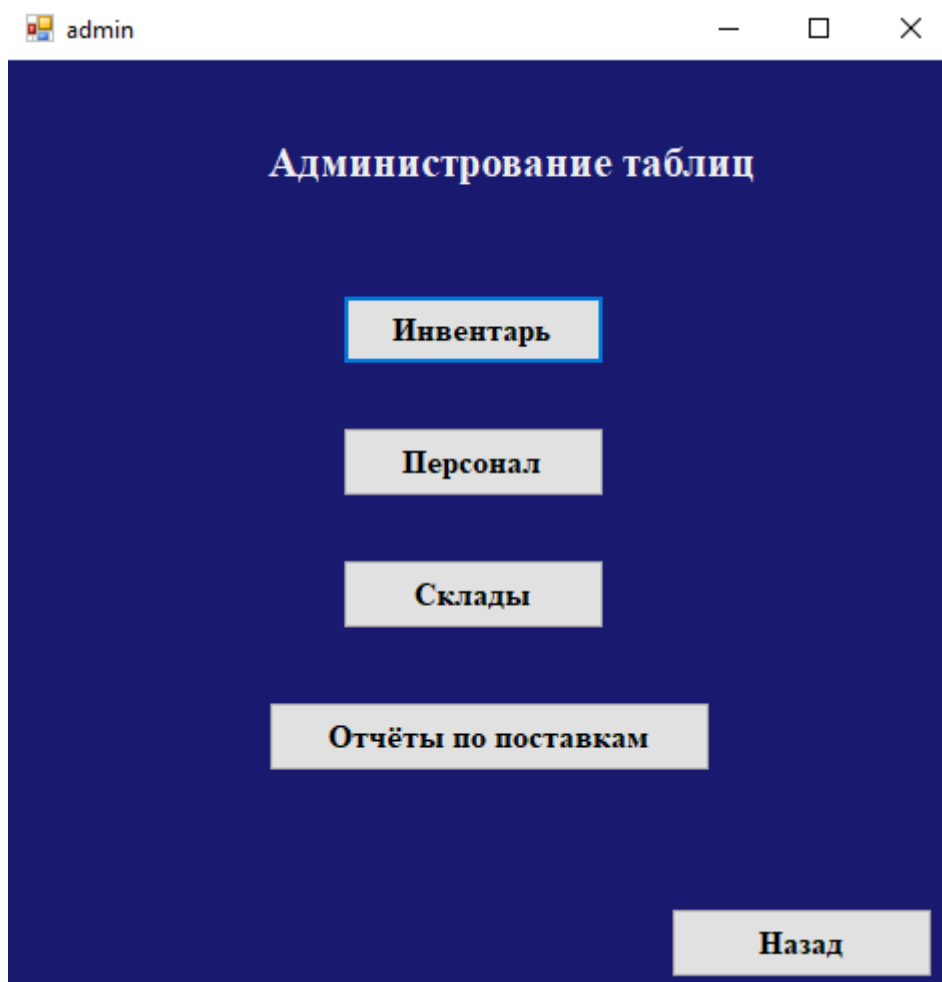 admin
Администрование таблиц
Инвентарь
Персонал
Склады
Отчёты по поставкам
Назад